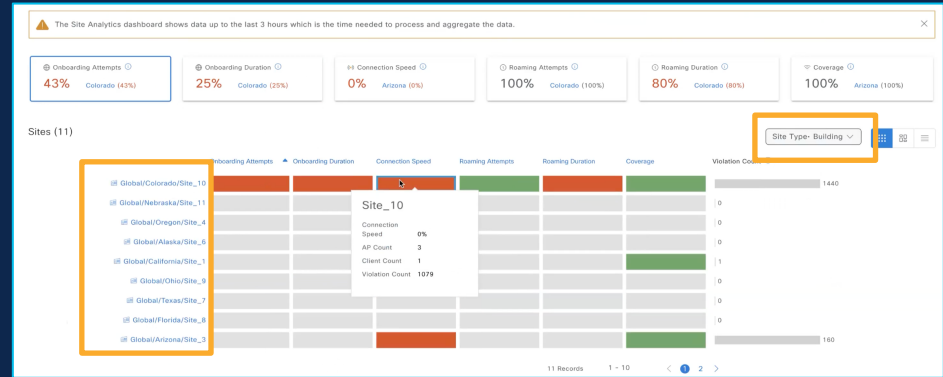 The Site Analytics dashboard shows data up to the last 3 hours which is the time needed to process and aggregate the data.
Onboarding Attempts
43% Colorado (43%)
Onboarding Duration
25% Colorado (25%)
Connection Speed
0% Arizona (0%)
Roaming Attempts
100% Colorado (100%)
Roaming Duration
80% Colorado (80%)
Coverage
100% Arizona (100%)
Sites (11)
Site Type: Building
Onboarding Attempts Onboarding Duration Connection Speed Roaming Attempts Roaming Duration Coverage Violation Count
Global/Colorado/Site_10 1440
Global/Nebraska/Site_11 0
Global/Oregon/Site_4 0
Global/Alaska/Site_6 0
Global/California/Site_1 1
Global/Ohio/Site_9 0
Global/Texas/Site_7 0
Global/Florida/Site_8 0
Global/Arizona/Site_3 160
Site_10
Connection
Speed 0%
AP Count 3
Client Count 1
Violation Count 1079
11 Records 1 - 10 1 2